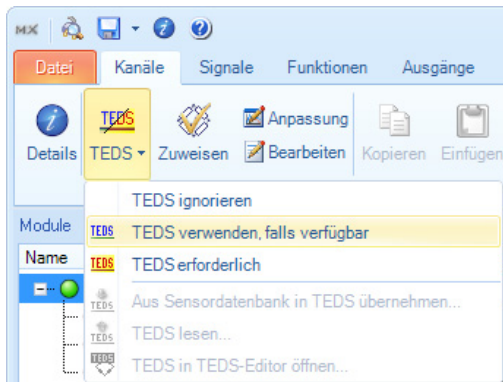 MX
Datei Kanäle Signale Funktionen Ausgänge
TEDS
Details TEDS Zuweisen Anpassung Bearbeiten Kopieren Einfügen
TEDS ignorieren
Module
TEDS TEDS verwenden, falls verfügbar
Name
TEDS TEDS erforderlich
TEDS Aus Sensordatenbank in TEDS übernehmen...
TEDS TEDS lesen...
TEDS TEDS in TEDS-Editor öffnen...